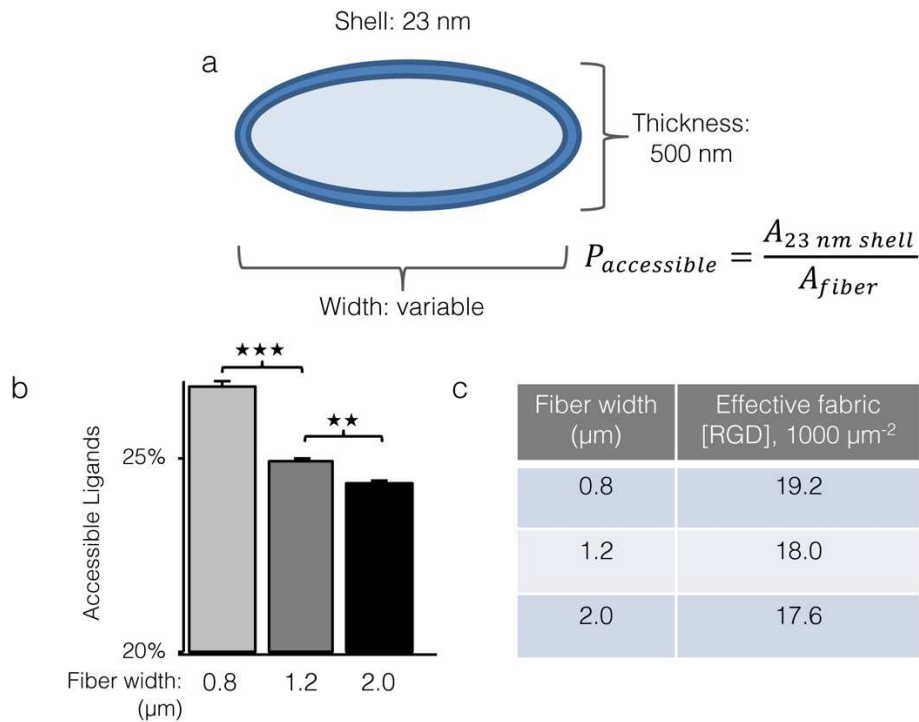 Shell: 23 nm
a
Thickness:
500 nm
Width: variable
P_accessible = A_23 nm shell / A_fiber
b
★★★
★★
25%
20%
Accessible Ligands
Fiber width:
(μm)
0.8 1.2 2.0
c
Fiber width
(μm)
Effective fabric
[RGD], 1000 μm⁻²
0.8 19.2
1.2 18.0
2.0 17.6